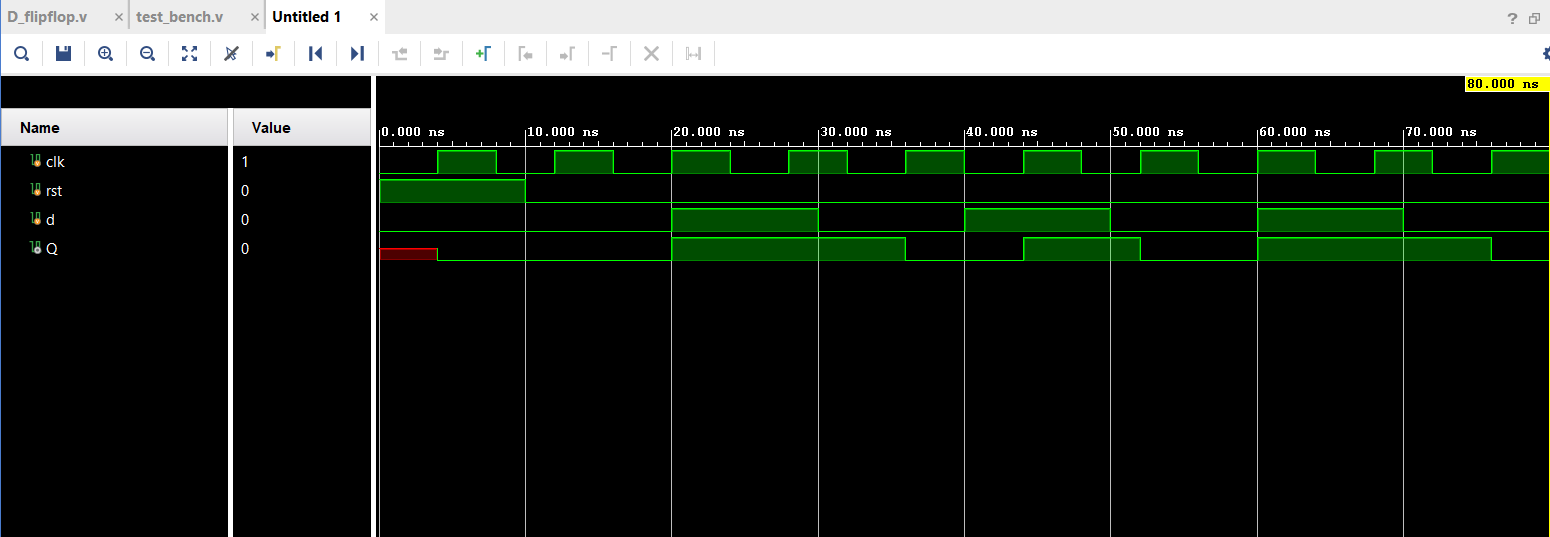 D_flipflop.v × test_bench.v × Untitled 1 ×
?
80.000 ns
Name Value
0.000 ns 10.000 ns 20.000 ns 30.000 ns 40.000 ns 50.000 ns 60.000 ns 70.000 ns
clk 1
rst 0
d 0
Q 0